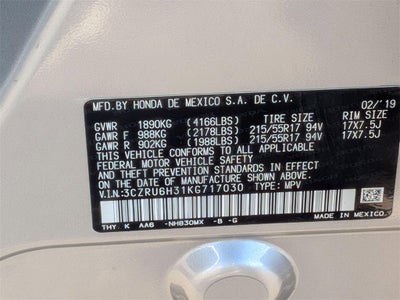 MFD.BY HONDA DE MEXICO S.A. DE C.V. 02/'19
GVWR 1890KG (4166LBS) TIRE SIZE RIM SIZE
GAWR F 988KG (2178LBS) 215/55R17 94V 17X7.5J
GAWR R 902KG (1988LBS) 215/55R17 94V 17X7.5J
THIS VEHICLE CONFORMS TO ALL APPLICABLE
FEDERAL MOTOR VEHICLE SAFETY
AND THEFT PREVENTION STANDARDS
IN EFFECT ON THE DATE OF
MANUFACTURE SHOWN ABOVE.
V.I.N.:3CZRU6H31KG717030 TYPE: MPV
THY K AA6 -NH830MX -B -G MADE IN MEXICO